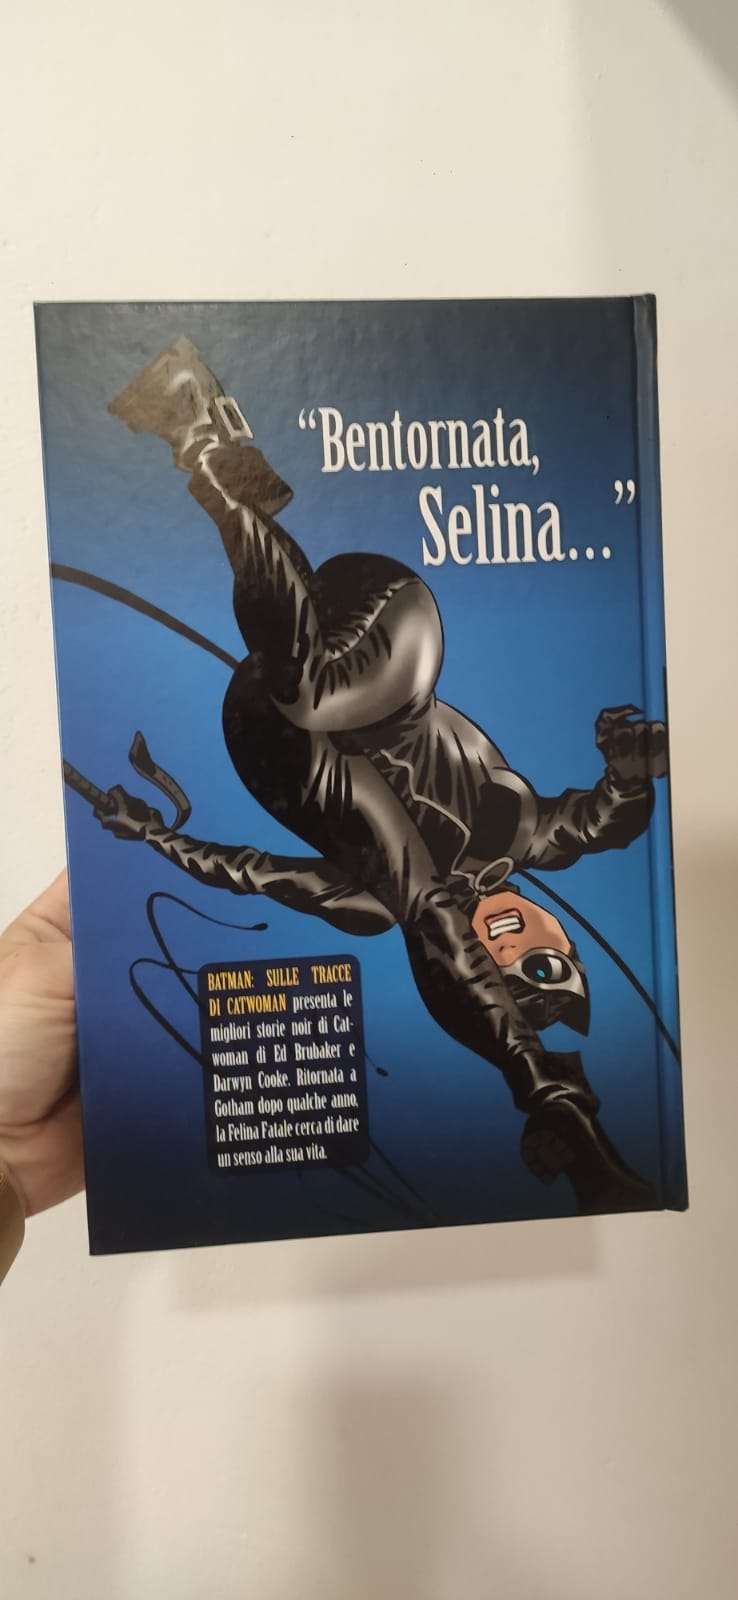 “Bentornata,
Selina...”
BATMAN: SULLE TRACCE
DI CATWOMAN presenta le
migliori storie noir di Cat-
woman di Ed Brubaker e
Darwyn Cooke. Ritornata a
Gotham dopo qualche anno,
la Felina Fatale cerca di dare
un senso alla sua vita.